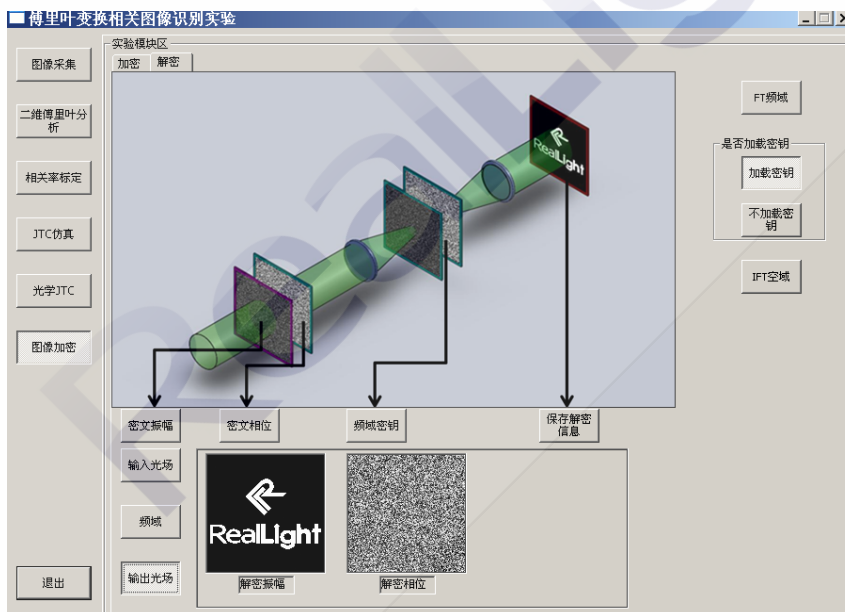 傅里叶变换相关图像识别实验
图像采集
二维傅里叶分
析
相关率标定
JTC仿真
光学JTC
图像加密
退出
实验模块区
加密
解密
RealLight
密文振幅
密文相位
频域密钥
保存解密
信息
输入光场
频域
输出光场
RealLight
解密振幅
解密相位
FT频域
是否加载密钥
加载密钥
不加载密
钥
IFT空域
RealLight